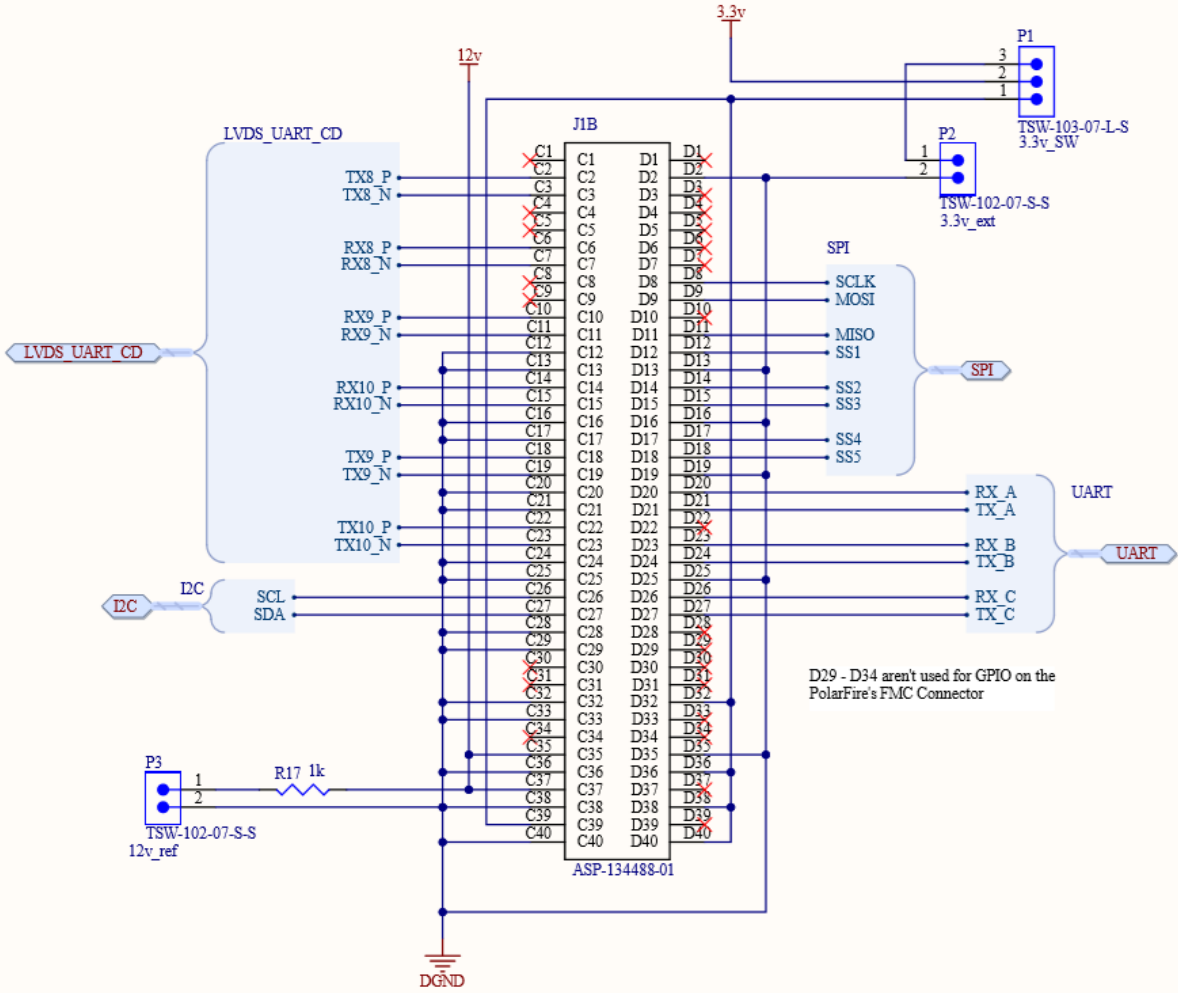 3.3v
P1
3
2
1
TSW-103-07-L-S
3.3v_SW
12v
P2
1
2
TSW-102-07-S-S
3.3v_ext
LVDS_UART_CD
J1B
C1 C1 D1 D1
TX8_P C2 C2 D2 D2
TX8_N C3 C3 D3 D3
C4 C4 D4 D4
C5 C5 D5 D5
RX8_P C6 C6 D6 D6
RX8_N C7 C7 D7 D7
SPI
C8 C8 D8 D8 SCLK
C9 C9 D9 D9 MOSI
RX9_P C10 C10 D10 D10
RX9_N C11 C11 D11 D11 MISO
LVDS_UART_CD C12 C12 D12 D12 SS1
C13 C13 D13 D13 SPI
RX10_P C14 C14 D14 D14 SS2
RX10_N C15 C15 D15 D15 SS3
C16 C16 D16 D16
C17 C17 D17 D17 SS4
TX9_P C18 C18 D18 D18 SS5
TX9_N C19 C19 D19 D19
C20 C20 D20 D20 RX_A UART
C21 C21 D21 D21 TX_A
TX10_P C22 C22 D22 D22
TX10_N C23 C23 D23 D23 RX_B
C24 C24 D24 D24 TX_B UART
C25 C25 D25 D25
I2C
I2C SCL C26 C26 D26 D26 RX_C
SDA C27 C27 D27 D27 TX_C
C28 C28 D28 D28
C29 C29 D29 D29
C30 C30 D30 D30
C31 C31 D31 D31
C32 C32 D32 D32
C33 C33 D33 D33
C34 C34 D34 D34
C35 C35 D35 D35
C36 C36 D36 D36
C37 C37 D37 D37
C38 C38 D38 D38
C39 C39 D39 D39
C40 C40 D40 D40
ASP-134488-01
D29 - D34 aren't used for GPIO on the
PolarFire's FMC Connector
P3
1
2
R17 1k
TSW-102-07-S-S
12v_ref
DGND